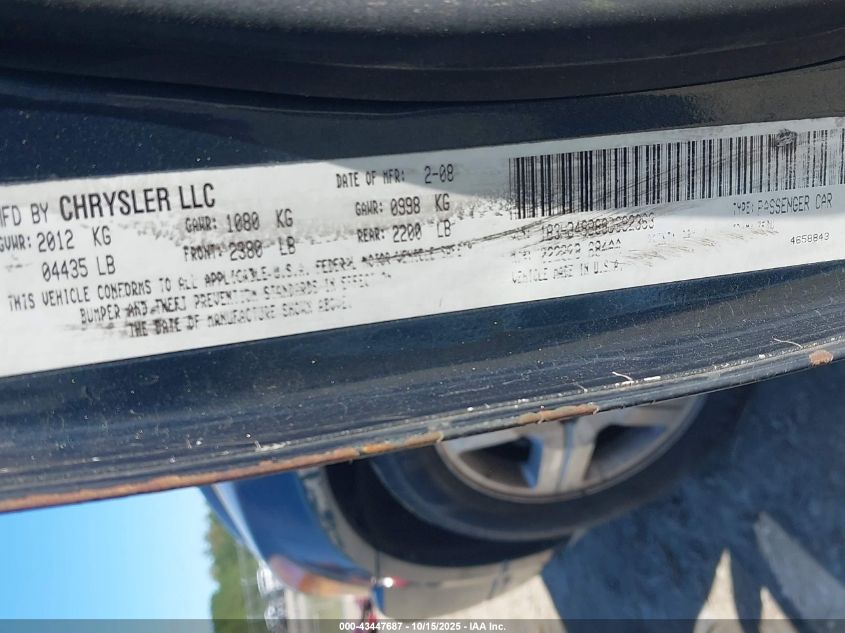 MFD BY CHRYSLER LLC
DATE OF MFR: 2-08
GVWR: 2012 KG
GAWR: 1080 KG
GAWR: 0998 KG
04435 LB
FRONT: 2380 LB
REAR: 2200 LB
THIS VEHICLE CONFORMS TO ALL APPLICABLE U.S.A. FEDERAL MOTOR VEHICLE
BUMPER AND THEFT PREVENTION STANDARDS IN EFFECT
THE DATE OF MANUFACTURE SHOWN ABOVE.
TYPE: PASSENGER CAR
VEHICLE MADE IN U.S.
4658843
000-43447687 - 10/15/2025 - IAA Inc.